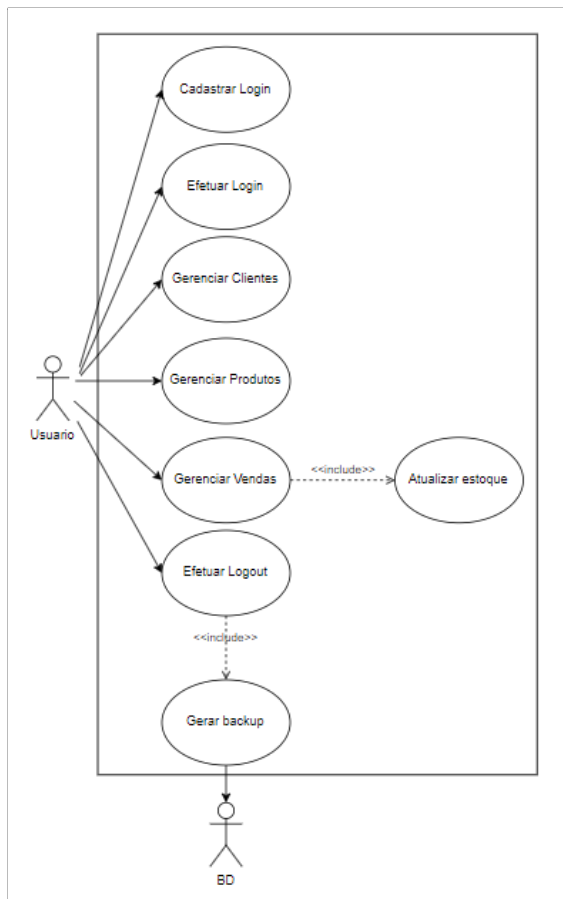 Cadastrar Login
Efetuar Login
Gerenciar Clientes
Gerenciar Produtos
Usuario
Gerenciar Vendas
<<include>>
Atualizar estoque
Efetuar Logout
<<include>>
Gerar backup
BD